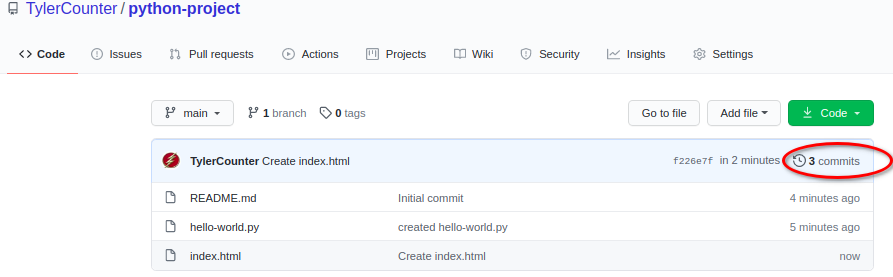 TylerCounter / python-project
Code Issues Pull requests Actions Projects Wiki Security Insights Settings
main 1 branch 0 tags Go to file Add file Code
TylerCounter Create index.html f226e7f in 2 minutes 3 commits
README.md Initial commit 4 minutes ago
hello-world.py created hello-world.py 5 minutes ago
index.html Create index.html now